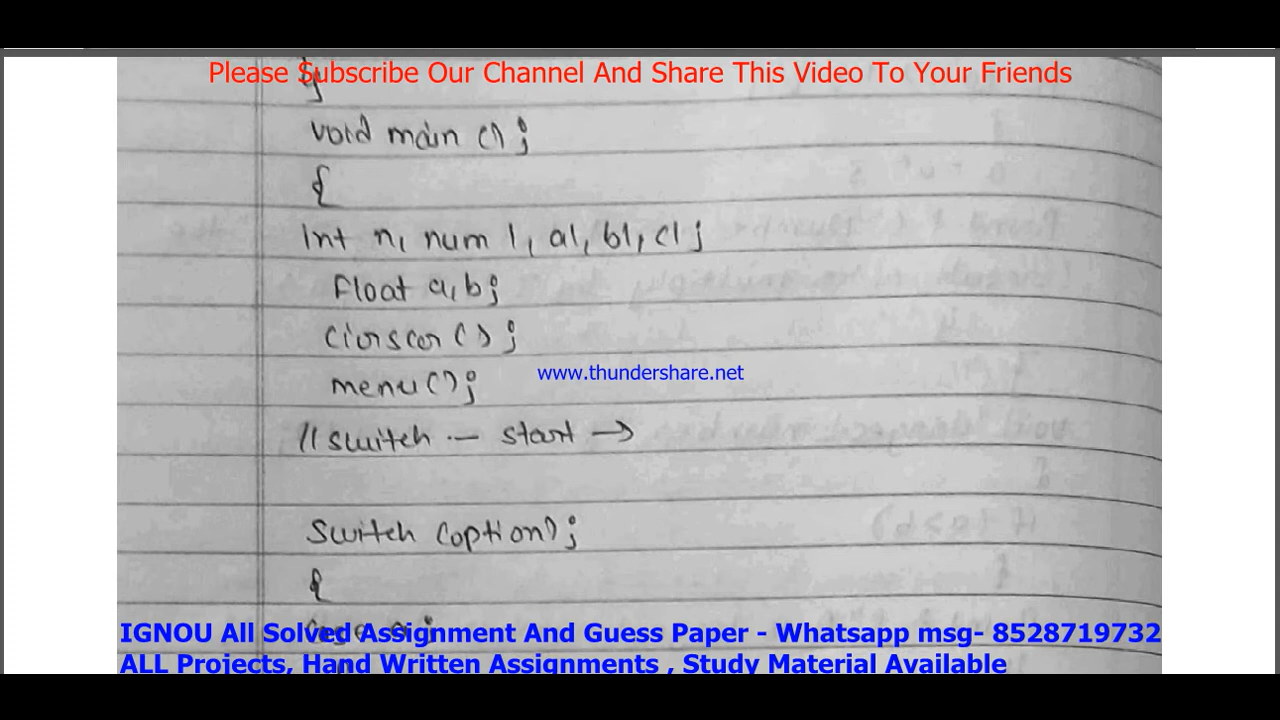 Please Subscribe Our Channel And Share This Video To Your Friends
}
void main ();
{
int n, num 1, a1, b1, c1;
float a, b;
clorscor ();
menu ();
www.thundershare.net
// switch -- start →
switch (option);
{
IGNOU All Solved Assignment And Guess Paper - Whatsapp msg- 8528719732
ALL Projects, Hand Written Assignments , Study Material Available